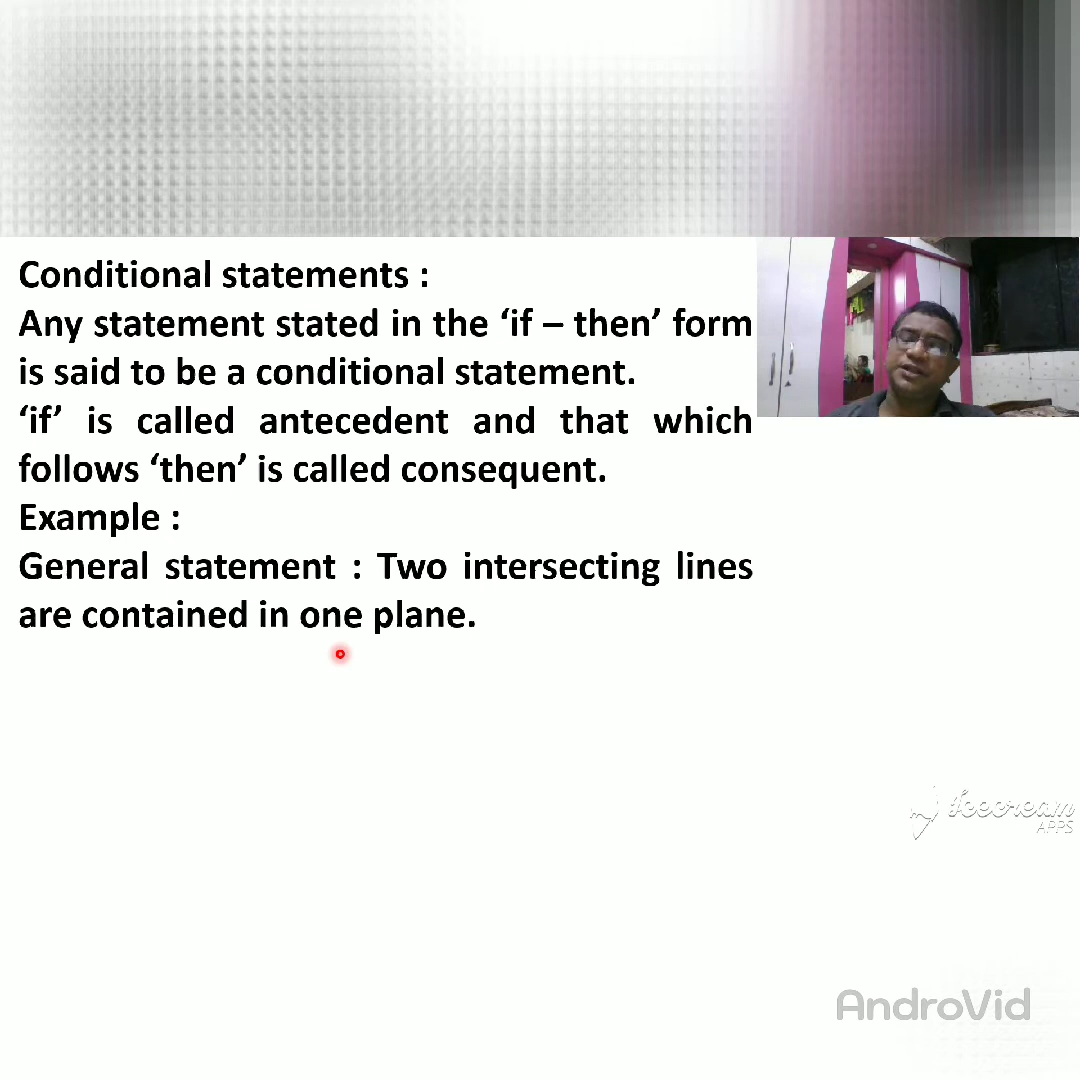 Conditional statements :
Any statement stated in the ‘if – then’ form
is said to be a conditional statement.
‘if’ is called antecedent and that which
follows ‘then’ is called consequent.
Example :
General statement : Two intersecting lines
are contained in one plane.
Icecream
APPS
AndroVid